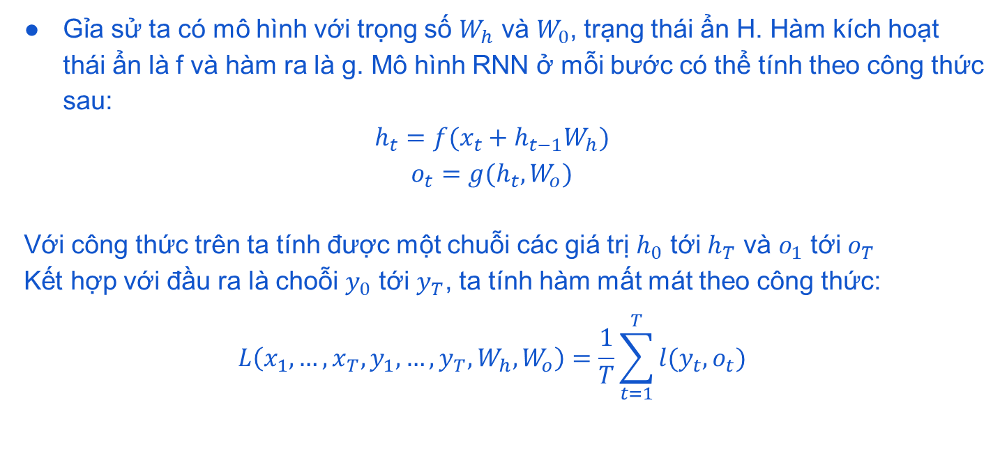 ● Gỉa sử ta có mô hình với trọng số W_h và W_0, trạng thái ẩn H. Hàm kích hoạt
thái ẩn là f và hàm ra là g. Mô hình RNN ở mỗi bước có thể tính theo công thức
sau:
h_t = f(x_t + h_{t−1}W_h)
o_t = g(h_t, W_o)
Với công thức trên ta tính được một chuỗi các giá trị h_0 tới h_T và o_1 tới o_T
Kết hợp với đầu ra là choỗi y_0 tới y_T, ta tính hàm mất mát theo công thức:
L(x_1, … , x_T, y_1, … , y_T, W_h, W_o) = \frac{1}{T} \sum_{t=1}^{T} l(y_t, o_t)